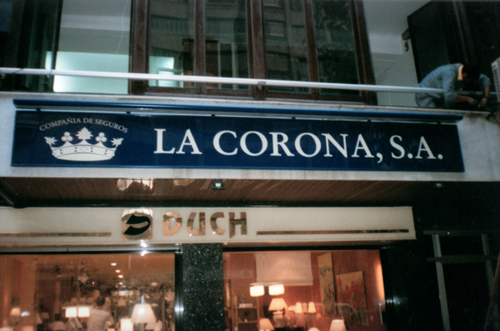 COMPAÑIA DE SEGUROS
LA CORONA, S.A.
DUCH